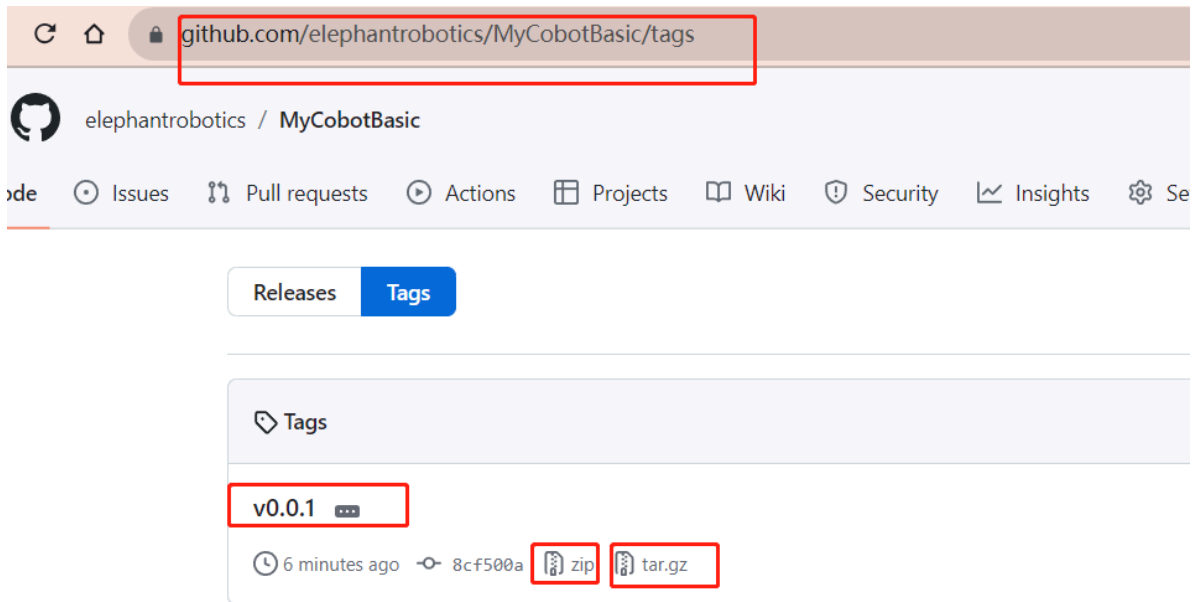 github.com/elephantrobotics/MyCobotBasic/tags
elephantrobotics / MyCobotBasic
ode Issues Pull requests Actions Projects Wiki Security Insights Se
Releases Tags
Tags
v0.0.1 ...
6 minutes ago 8cf500a zip tar.gz